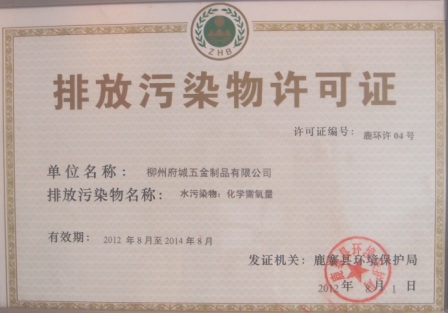 ZHB
排放污染物许可证
许可证编号：鹿环许 04 号
单位名称：柳州府城五金制品有限公司
排放污染物名称：水污染物：化学需氧量
有效期：2012 年 8 月至 2014 年 8 月
发证机关：鹿寨县环境保护局
2012 年 8 月 1 日